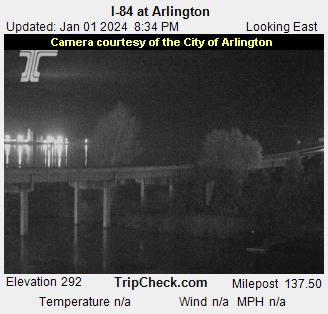 I-84 at Arlington
Updated: Jan 01 2024 8:34 PM Looking East
Camera courtesy of the City of Arlington
Elevation 292 TripCheck.com Milepost 137.50
Temperature n/a Wind n/a MPH n/a